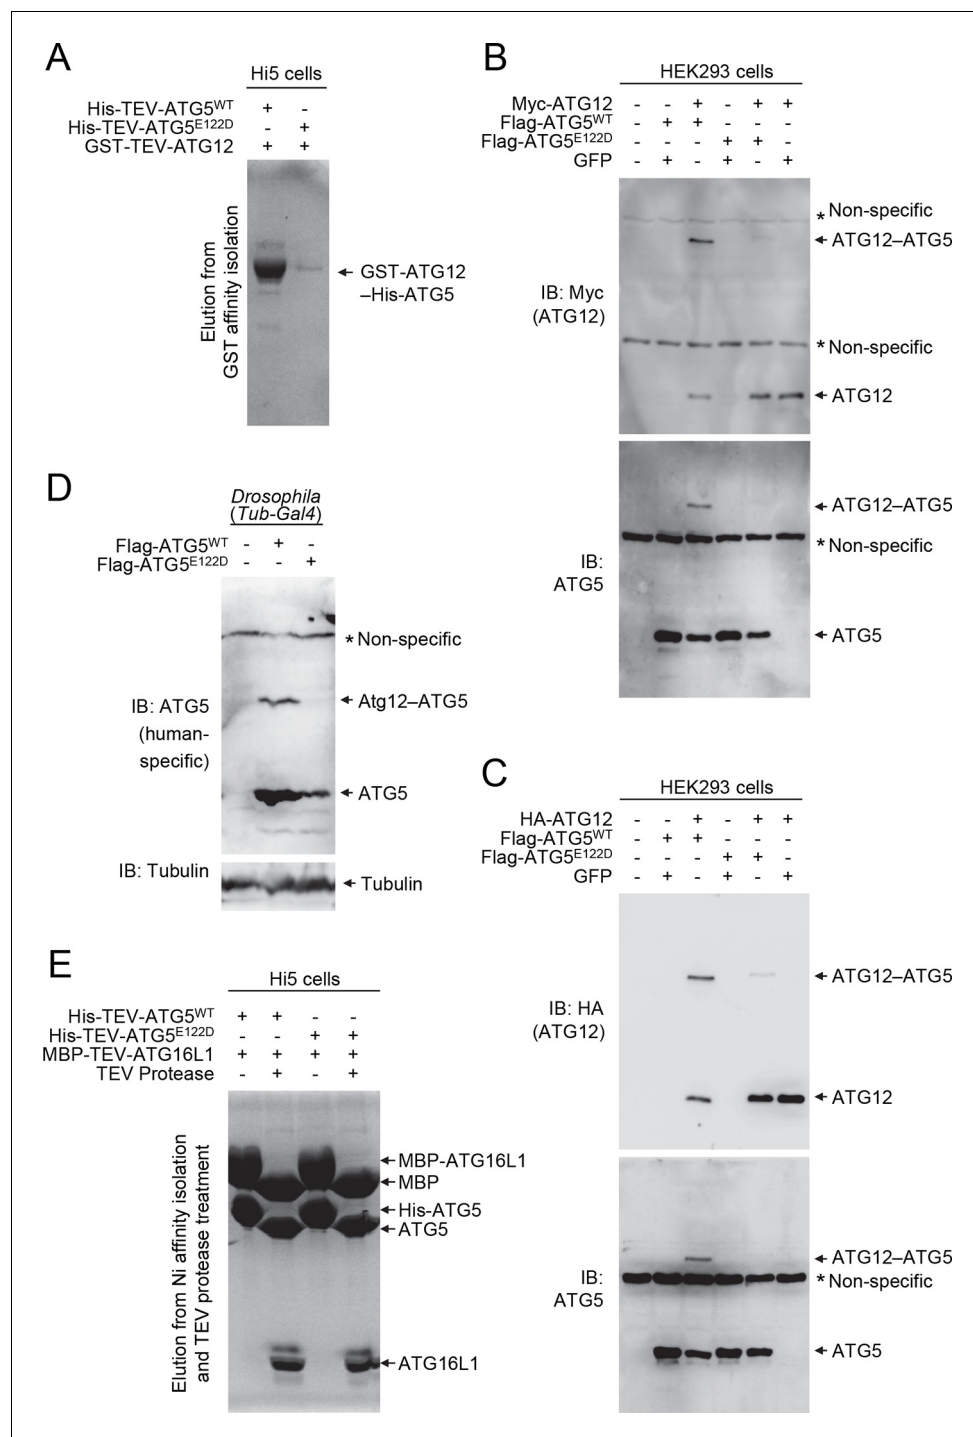 A
Hi5 cells
His-TEV-ATG5WT + -
His-TEV-ATG5E122D - +
GST-TEV-ATG12 + +
Elution from
GST affinity isolation
GST-ATG12
–His-ATG5
B
HEK293 cells
Myc-ATG12 - - + - + +
Flag-ATG5WT - + + - - -
Flag-ATG5E122D - - - + + -
GFP - + - + - +
* Non-specific
ATG12–ATG5
IB: Myc
(ATG12)
* Non-specific
ATG12
ATG12–ATG5
* Non-specific
IB:
ATG5
ATG5
D
Drosophila
(Tub-Gal4)
Flag-ATG5WT - + -
Flag-ATG5E122D - - +
* Non-specific
IB: ATG5
(human-
specific)
Atg12–ATG5
ATG5
IB: Tubulin
Tubulin
C
HEK293 cells
HA-ATG12 - - + - + +
Flag-ATG5WT - + + - - -
Flag-ATG5E122D - - - + + -
GFP - + - + - +
ATG12–ATG5
IB: HA
(ATG12)
ATG12
ATG12–ATG5
* Non-specific
IB:
ATG5
ATG5
E
Hi5 cells
His-TEV-ATG5WT + + - -
His-TEV-ATG5E122D - - + +
MBP-TEV-ATG16L1 + + + +
TEV Protease - + - +
Elution from Ni affinity isolation
and TEV protease treatment
MBP-ATG16L1
MBP
His-ATG5
ATG5
ATG16L1